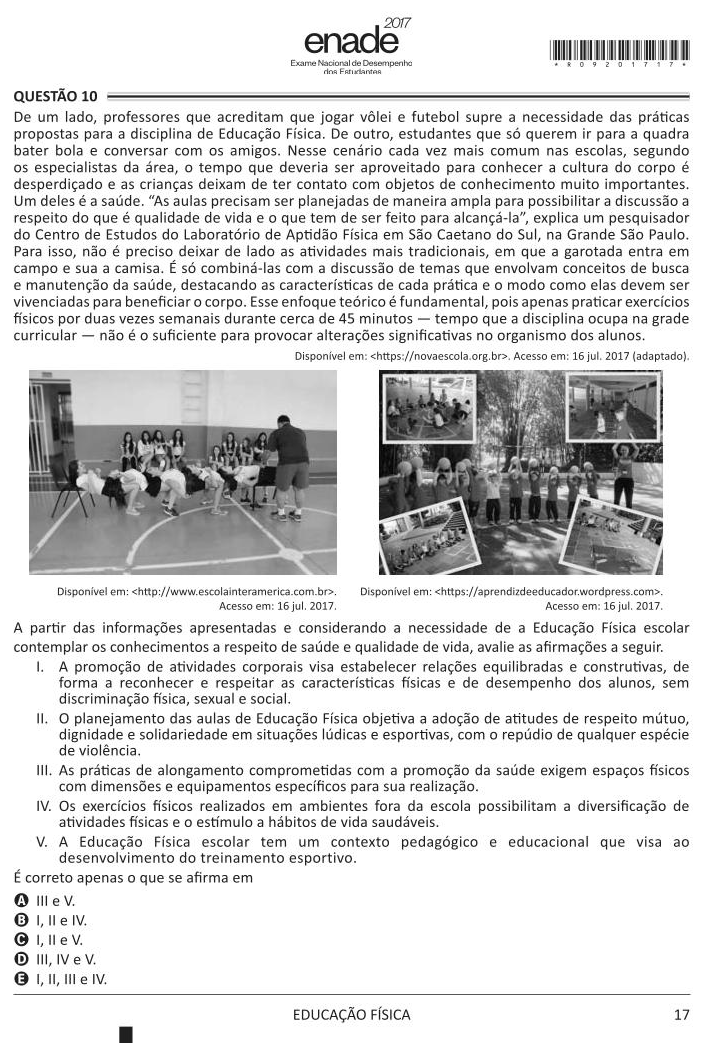 2017
enade
Exame Nacional de Desempenho
dos Estudantes
* R 0 9 2 0 1 7 1 7 *
QUESTÃO 10
De um lado, professores que acreditam que jogar vôlei e futebol supre a necessidade das práticas
propostas para a disciplina de Educação Física. De outro, estudantes que só querem ir para a quadra
bater bola e conversar com os amigos. Nesse cenário cada vez mais comum nas escolas, segundo
os especialistas da área, o tempo que deveria ser aproveitado para conhecer a cultura do corpo é
desperdiçado e as crianças deixam de ter contato com objetos de conhecimento muito importantes.
Um deles é a saúde. “As aulas precisam ser planejadas de maneira ampla para possibilitar a discussão a
respeito do que é qualidade de vida e o que tem de ser feito para alcançá-la”, explica um pesquisador
do Centro de Estudos do Laboratório de Aptidão Física em São Caetano do Sul, na Grande São Paulo.
Para isso, não é preciso deixar de lado as atividades mais tradicionais, em que a garotada entra em
campo e sua a camisa. É só combiná-las com a discussão de temas que envolvam conceitos de busca
e manutenção da saúde, destacando as características de cada prática e o modo como elas devem ser
vivenciadas para beneficiar o corpo. Esse enfoque teórico é fundamental, pois apenas praticar exercícios
físicos por duas vezes semanais durante cerca de 45 minutos — tempo que a disciplina ocupa na grade
curricular — não é o suficiente para provocar alterações significativas no organismo dos alunos.
Disponível em: <https://novaescola.org.br>. Acesso em: 16 jul. 2017 (adaptado).
Disponível em: <http://www.escolainteramerica.com.br>.
Acesso em: 16 jul. 2017.
Disponível em: <https://aprendizdeeducador.wordpress.com>.
Acesso em: 16 jul. 2017.
A partir das informações apresentadas e considerando a necessidade de a Educação Física escolar
contemplar os conhecimentos a respeito de saúde e qualidade de vida, avalie as afirmações a seguir.
I. A promoção de atividades corporais visa estabelecer relações equilibradas e construtivas, de
forma a reconhecer e respeitar as características físicas e de desempenho dos alunos, sem
discriminação física, sexual e social.
II. O planejamento das aulas de Educação Física objetiva a adoção de atitudes de respeito mútuo,
dignidade e solidariedade em situações lúdicas e esportivas, com o repúdio de qualquer espécie
de violência.
III. As práticas de alongamento comprometidas com a promoção da saúde exigem espaços físicos
com dimensões e equipamentos específicos para sua realização.
IV. Os exercícios físicos realizados em ambientes fora da escola possibilitam a diversificação de
atividades físicas e o estímulo a hábitos de vida saudáveis.
V. A Educação Física escolar tem um contexto pedagógico e educacional que visa ao
desenvolvimento do treinamento esportivo.
É correto apenas o que se afirma em
A III e V.
B I, II e IV.
C I, II e V.
D III, IV e V.
E I, II, III e IV.
EDUCAÇÃO FÍSICA
17